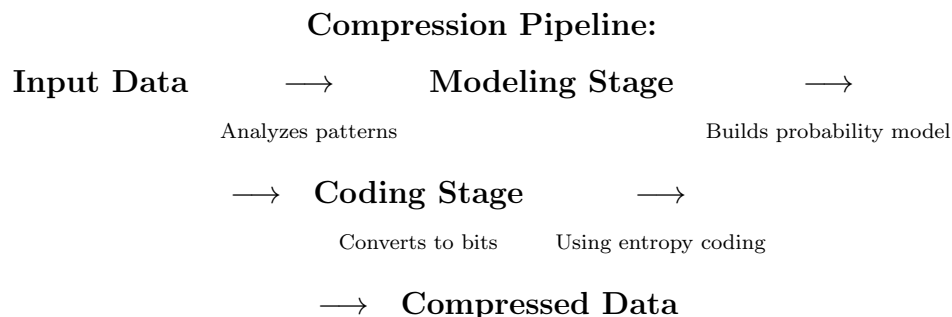 Compression Pipeline:
Input Data ⟶ Modeling Stage ⟶
Analyzes patterns Builds probability model
⟶ Coding Stage ⟶
Converts to bits Using entropy coding
⟶ Compressed Data